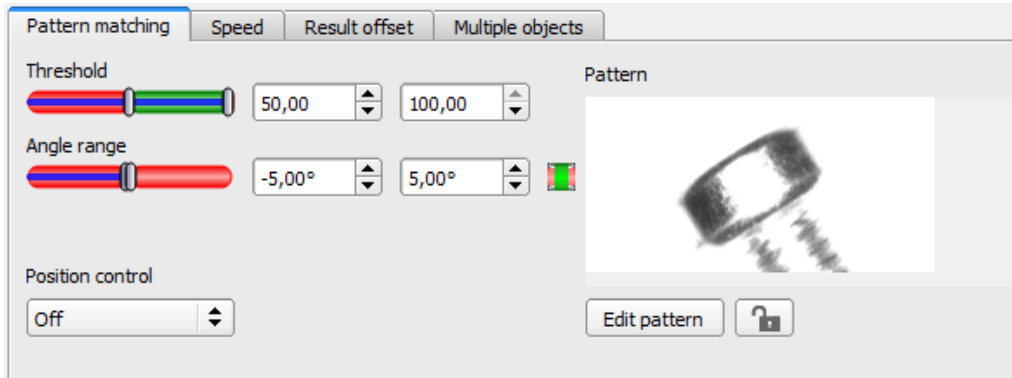 Pattern matching Speed Result offset Multiple objects
Threshold
50,00 100,00
Angle range
-5,00° 5,00°
Position control
Off
Pattern
Edit pattern